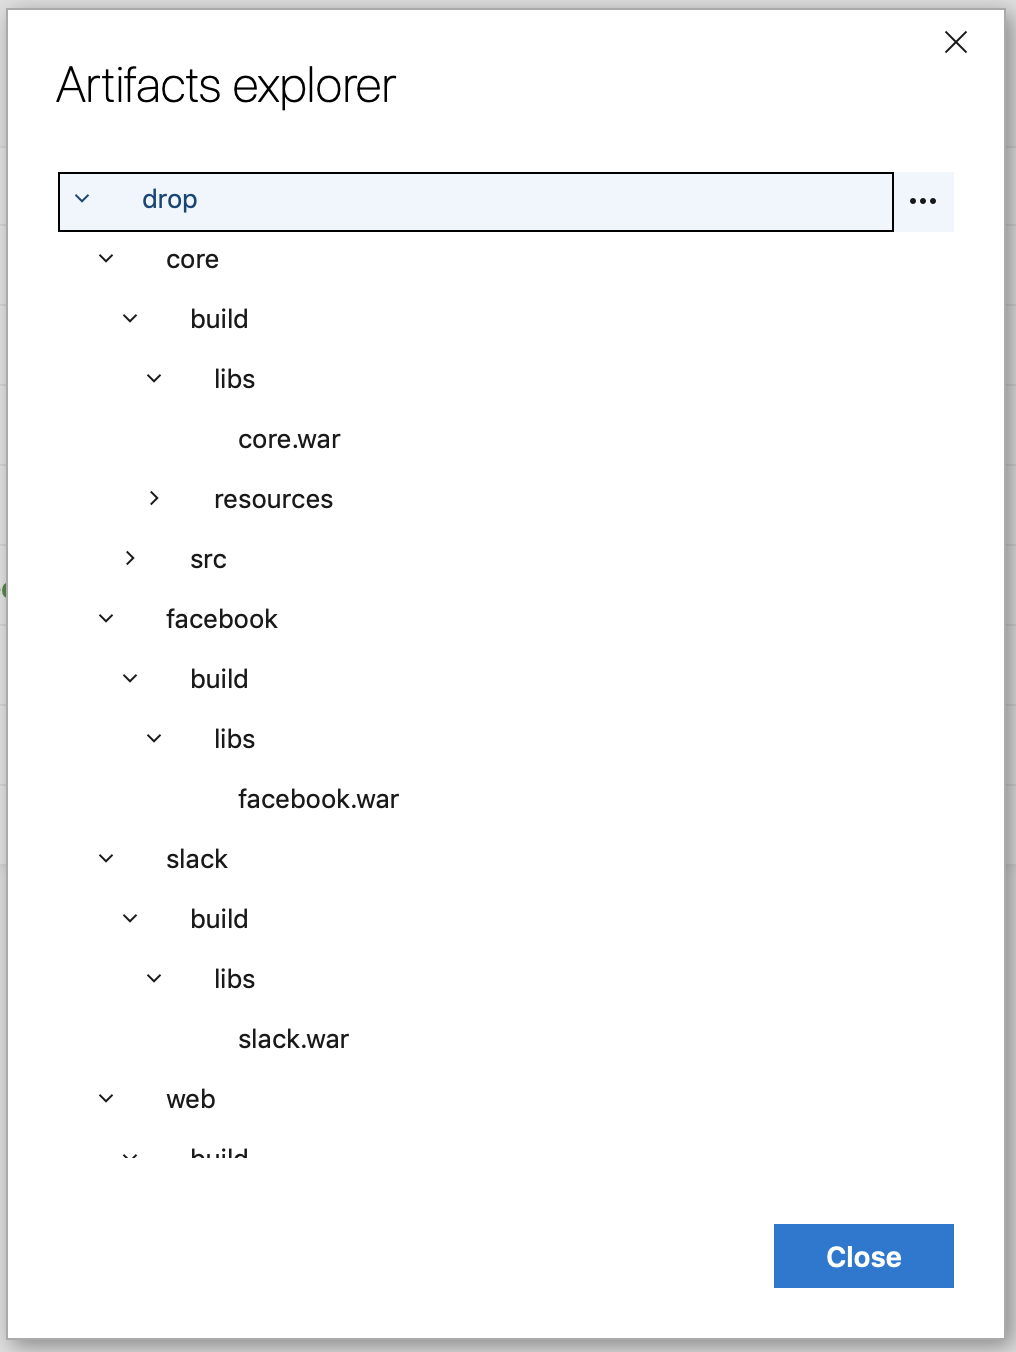 Artifacts explorer
drop
core
build
libs
core.war
resources
src
facebook
build
libs
facebook.war
slack
build
libs
slack.war
web
build
Close